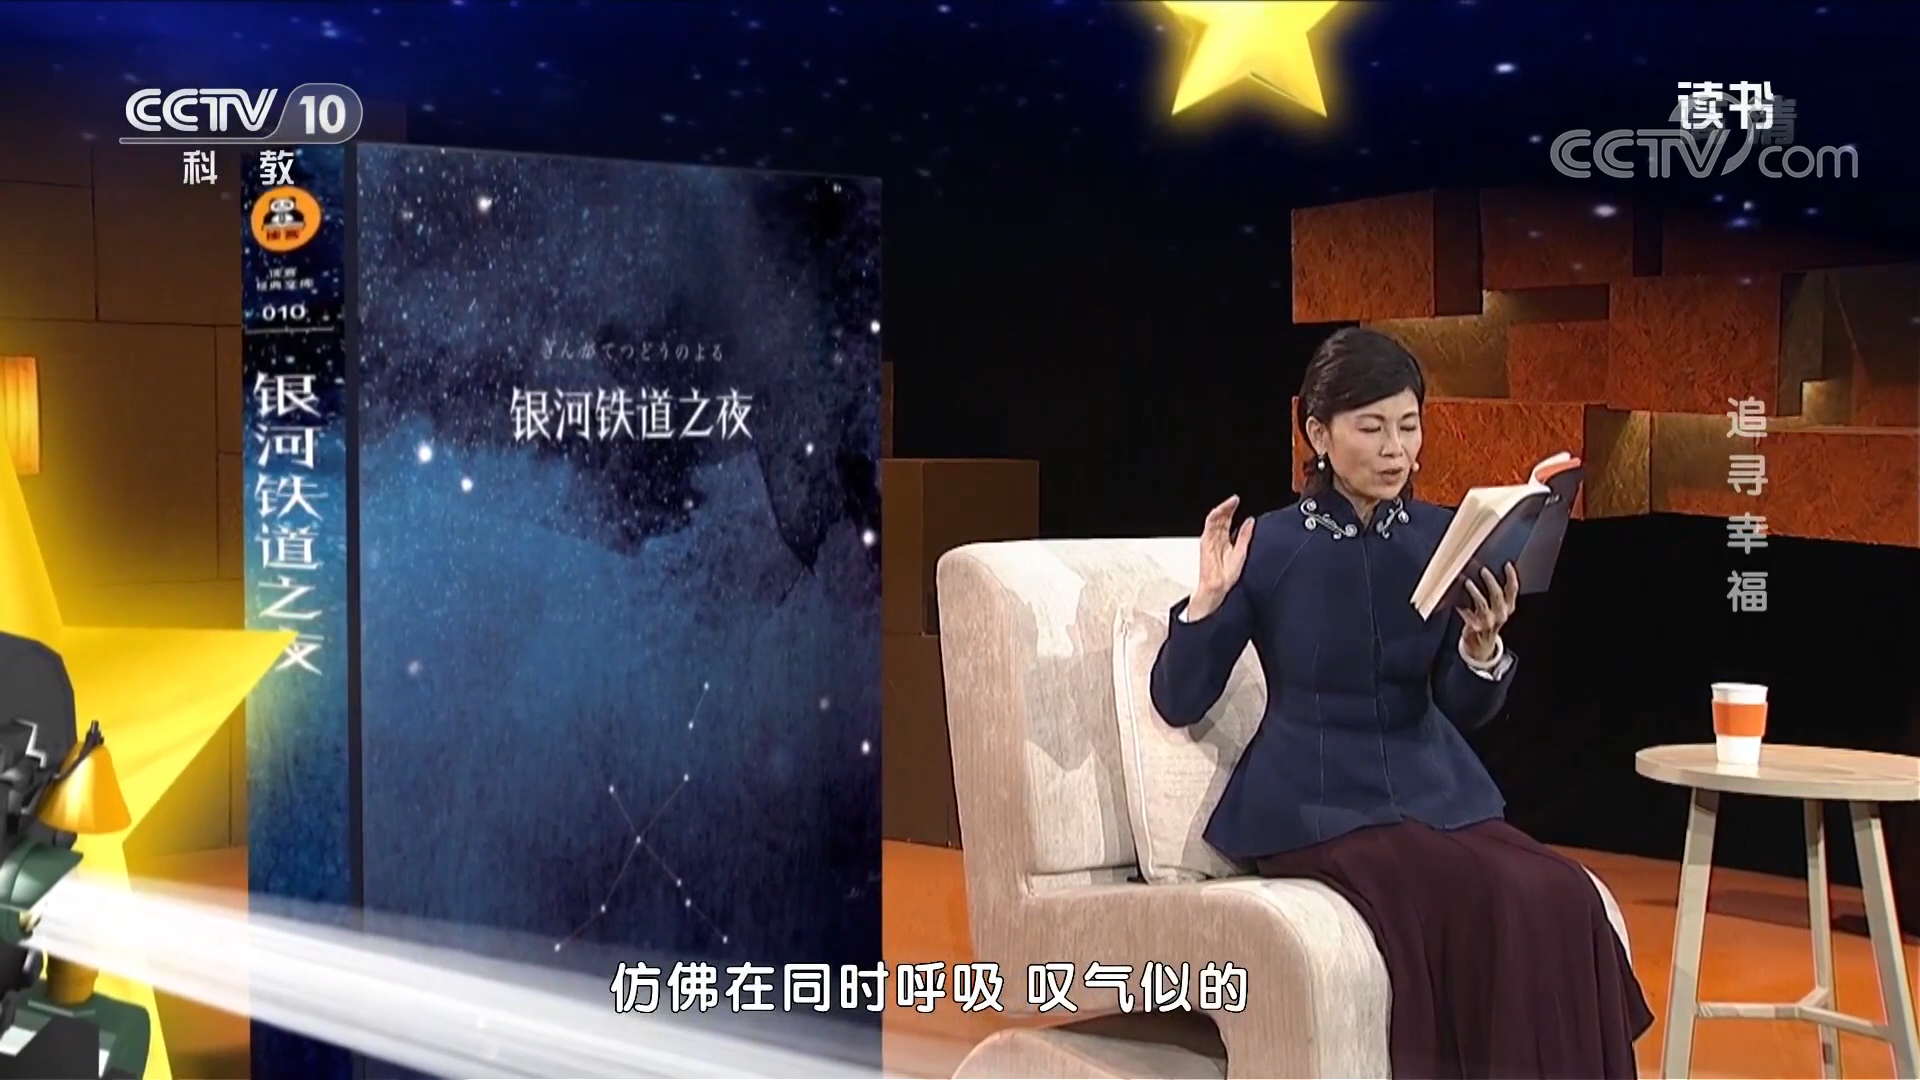 CCTV 10
科 教
读书
CCTV com
读客
010
银河铁道之夜
ぎんがてつどうのよる
银河铁道之夜
追寻幸福
仿佛在同时呼吸 叹气似的